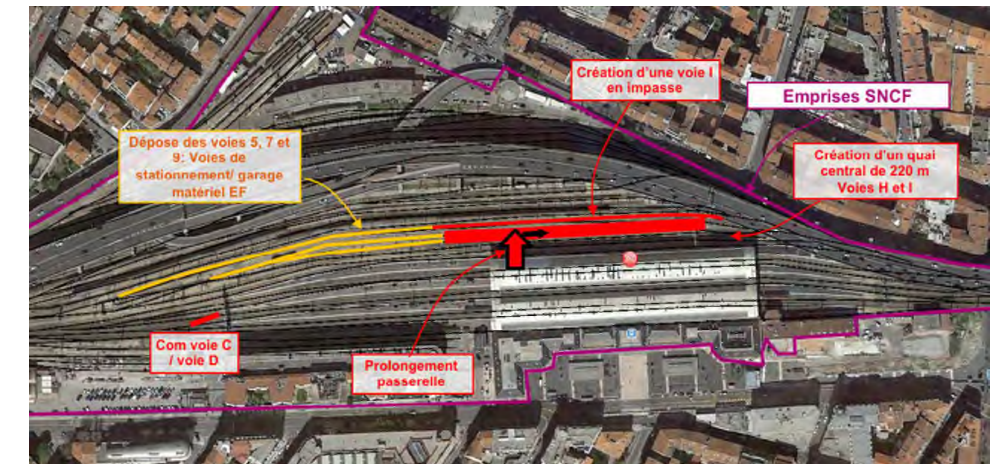 Création d'une voie I
en impasse
Emprises SNCF
Dépose des voies 5, 7 et
9: Voies de
stationnement/ garage
matériel EF
Création d'un quai
central de 220 m
Voies H et I
Com voie C
/ voie D
Prolongement
passerelle